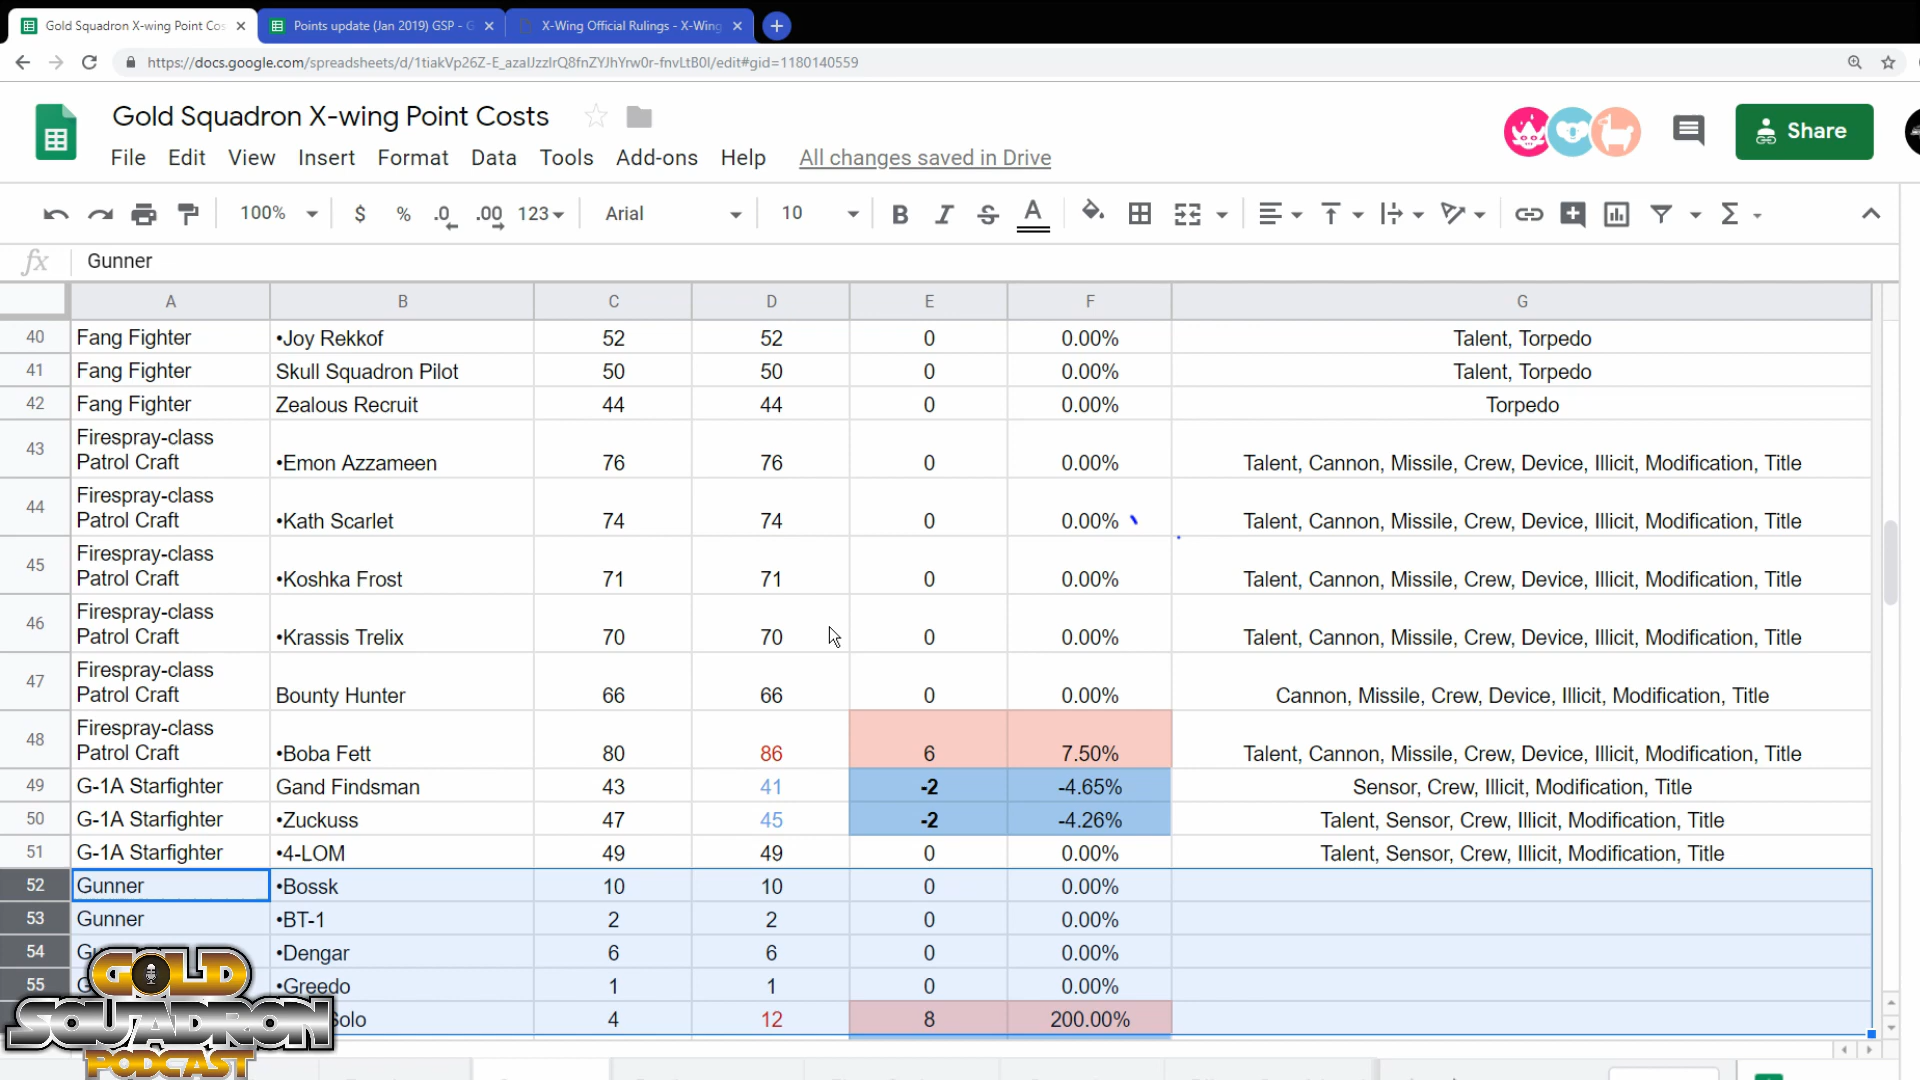 Gold Squadron X-wing Point Cos
Points update (Jan 2019) GSP - G
X-Wing Official Rulings - X-Wing
https://docs.google.com/spreadsheets/d/1tiakVp26Z-E_azaIJzzIrQ8fnZYJhYrw0r-fnvLtB0I/edit#gid=1180140559
Gold Squadron X-wing Point Costs
File Edit View Insert Format Data Tools Add-ons Help All changes saved in Drive
Share
100% $ % .0 .00 123 Arial 10 B I S A Σ
fx Gunner
A B C D E F G
40 Fang Fighter •Joy Rekkof 52 52 0 0.00% Talent, Torpedo
41 Fang Fighter Skull Squadron Pilot 50 50 0 0.00% Talent, Torpedo
42 Fang Fighter Zealous Recruit 44 44 0 0.00% Torpedo
Firespray-class
43 Patrol Craft •Emon Azzameen 76 76 0 0.00% Talent, Cannon, Missile, Crew, Device, Illicit, Modification, Title
Firespray-class
44 Patrol Craft •Kath Scarlet 74 74 0 0.00% Talent, Cannon, Missile, Crew, Device, Illicit, Modification, Title
Firespray-class
45 Patrol Craft •Koshka Frost 71 71 0 0.00% Talent, Cannon, Missile, Crew, Device, Illicit, Modification, Title
Firespray-class
46 Patrol Craft •Krassis Trelix 70 70 0 0.00% Talent, Cannon, Missile, Crew, Device, Illicit, Modification, Title
Firespray-class
47 Patrol Craft Bounty Hunter 66 66 0 0.00% Cannon, Missile, Crew, Device, Illicit, Modification, Title
Firespray-class
48 Patrol Craft •Boba Fett 80 86 6 7.50% Talent, Cannon, Missile, Crew, Device, Illicit, Modification, Title
49 G-1A Starfighter Gand Findsman 43 41 -2 -4.65% Sensor, Crew, Illicit, Modification, Title
50 G-1A Starfighter •Zuckuss 47 45 -2 -4.26% Talent, Sensor, Crew, Illicit, Modification, Title
51 G-1A Starfighter •4-LOM 49 49 0 0.00% Talent, Sensor, Crew, Illicit, Modification, Title
52 Gunner •Bossk 10 10 0 0.00%
53 Gunner •BT-1 2 2 0 0.00%
54 •Dengar 6 6 0 0.00%
55 •Greedo 1 1 0 0.00%
Solo 4 12 8 200.00%
GOLD
SQUADRON
PODCAST